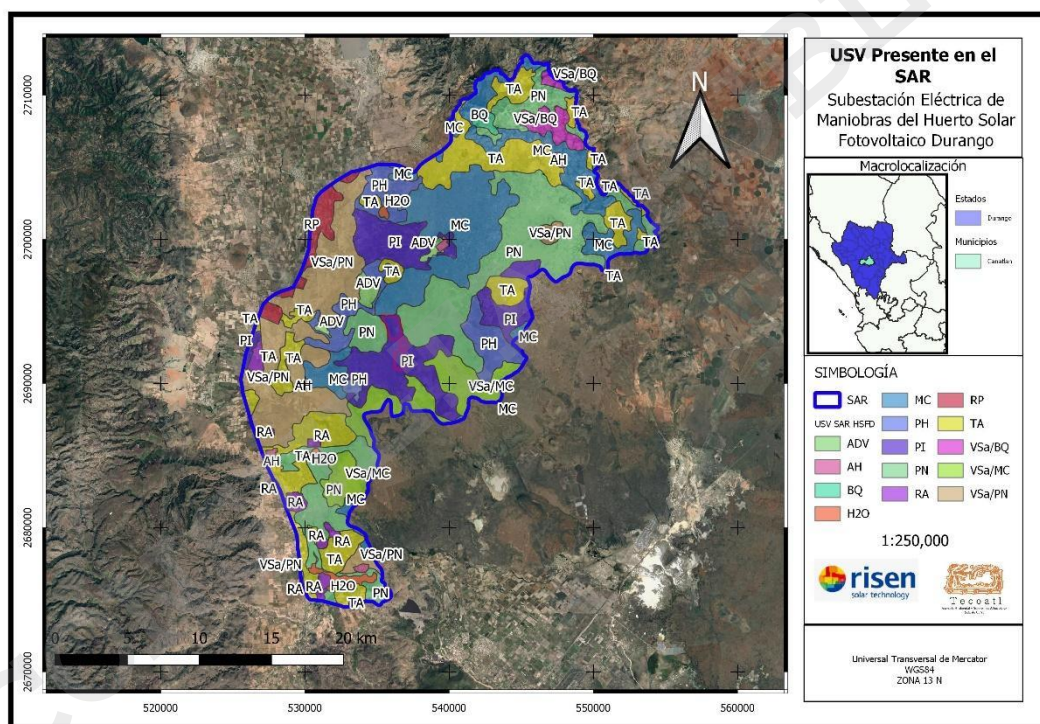 USV Presente en el
SAR
Subestación Eléctrica de
Maniobras del Huerto Solar
Fotovoltaico Durango
Macrolocalización
Estados
Durango
Municipios
Canatlan
SIMBOLOGÍA
SAR
USV SAR HSFD
ADV
AH
BQ
H2O
MC
PH
PI
PN
RA
RP
TA
VSa/BQ
VSa/MC
VSa/PN
1:250,000
risen
solar technology
Tecoatl
Universal Transversal de Mercator
WGS84
ZONA 13 N
N
2710000
2700000
2690000
2680000
2670000
520000
530000
540000
550000
560000
0
5
10
15
20 km
VSa/BQ
TA
PN
BQ
VSa/BQ
TA
MC
TA
MC
AH
TA
TA
TA
TA
MC
PH
TA
H2O
RP
PI
ADV
MC
VSa/PN
TA
MC
TA
PN
VSa/PN
TA
ADV
TA
TA
PH
TA
ADV
PN
PI
MC
PI
TA
TA
PI
PH
VSa/PN
AH
MC
PH
VSa/MC
MC
RA
RA
AH
TA
H2O
VSa/MC
RA
PN
RA
MC
RA
RA
TA
VSa/PN
VSa/PN
RA
RA
H2O
TA
PN